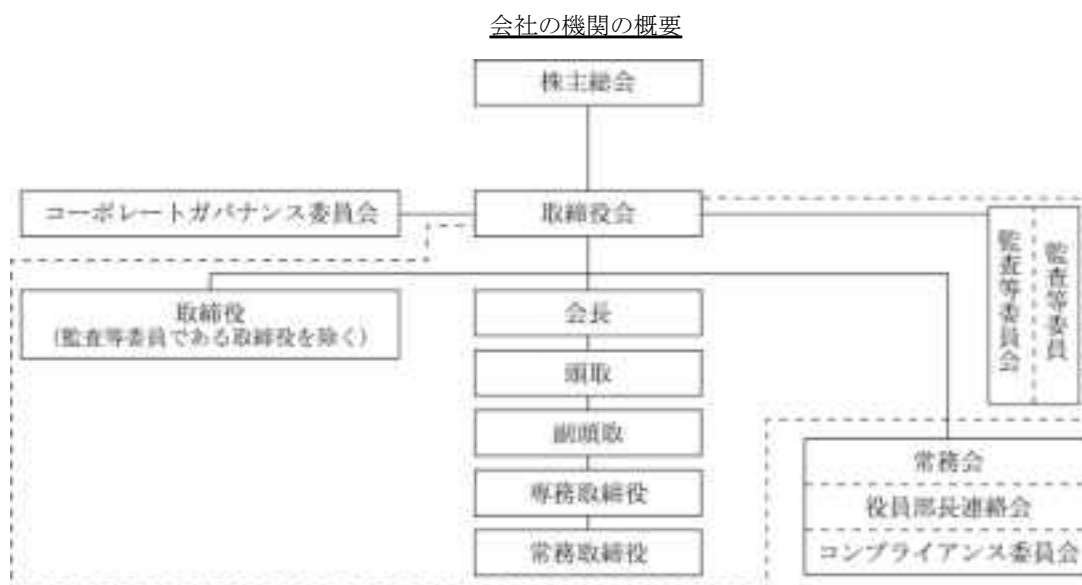 会社の機関の概要
株主総会
コーポレートガバナンス委員会
取締役会
監査等委員会
監査等委員
取締役
(監査等委員である取締役を除く)
会長
頭取
副頭取
専務取締役
常務取締役
常務会
役員部長連絡会
コンプライアンス委員会